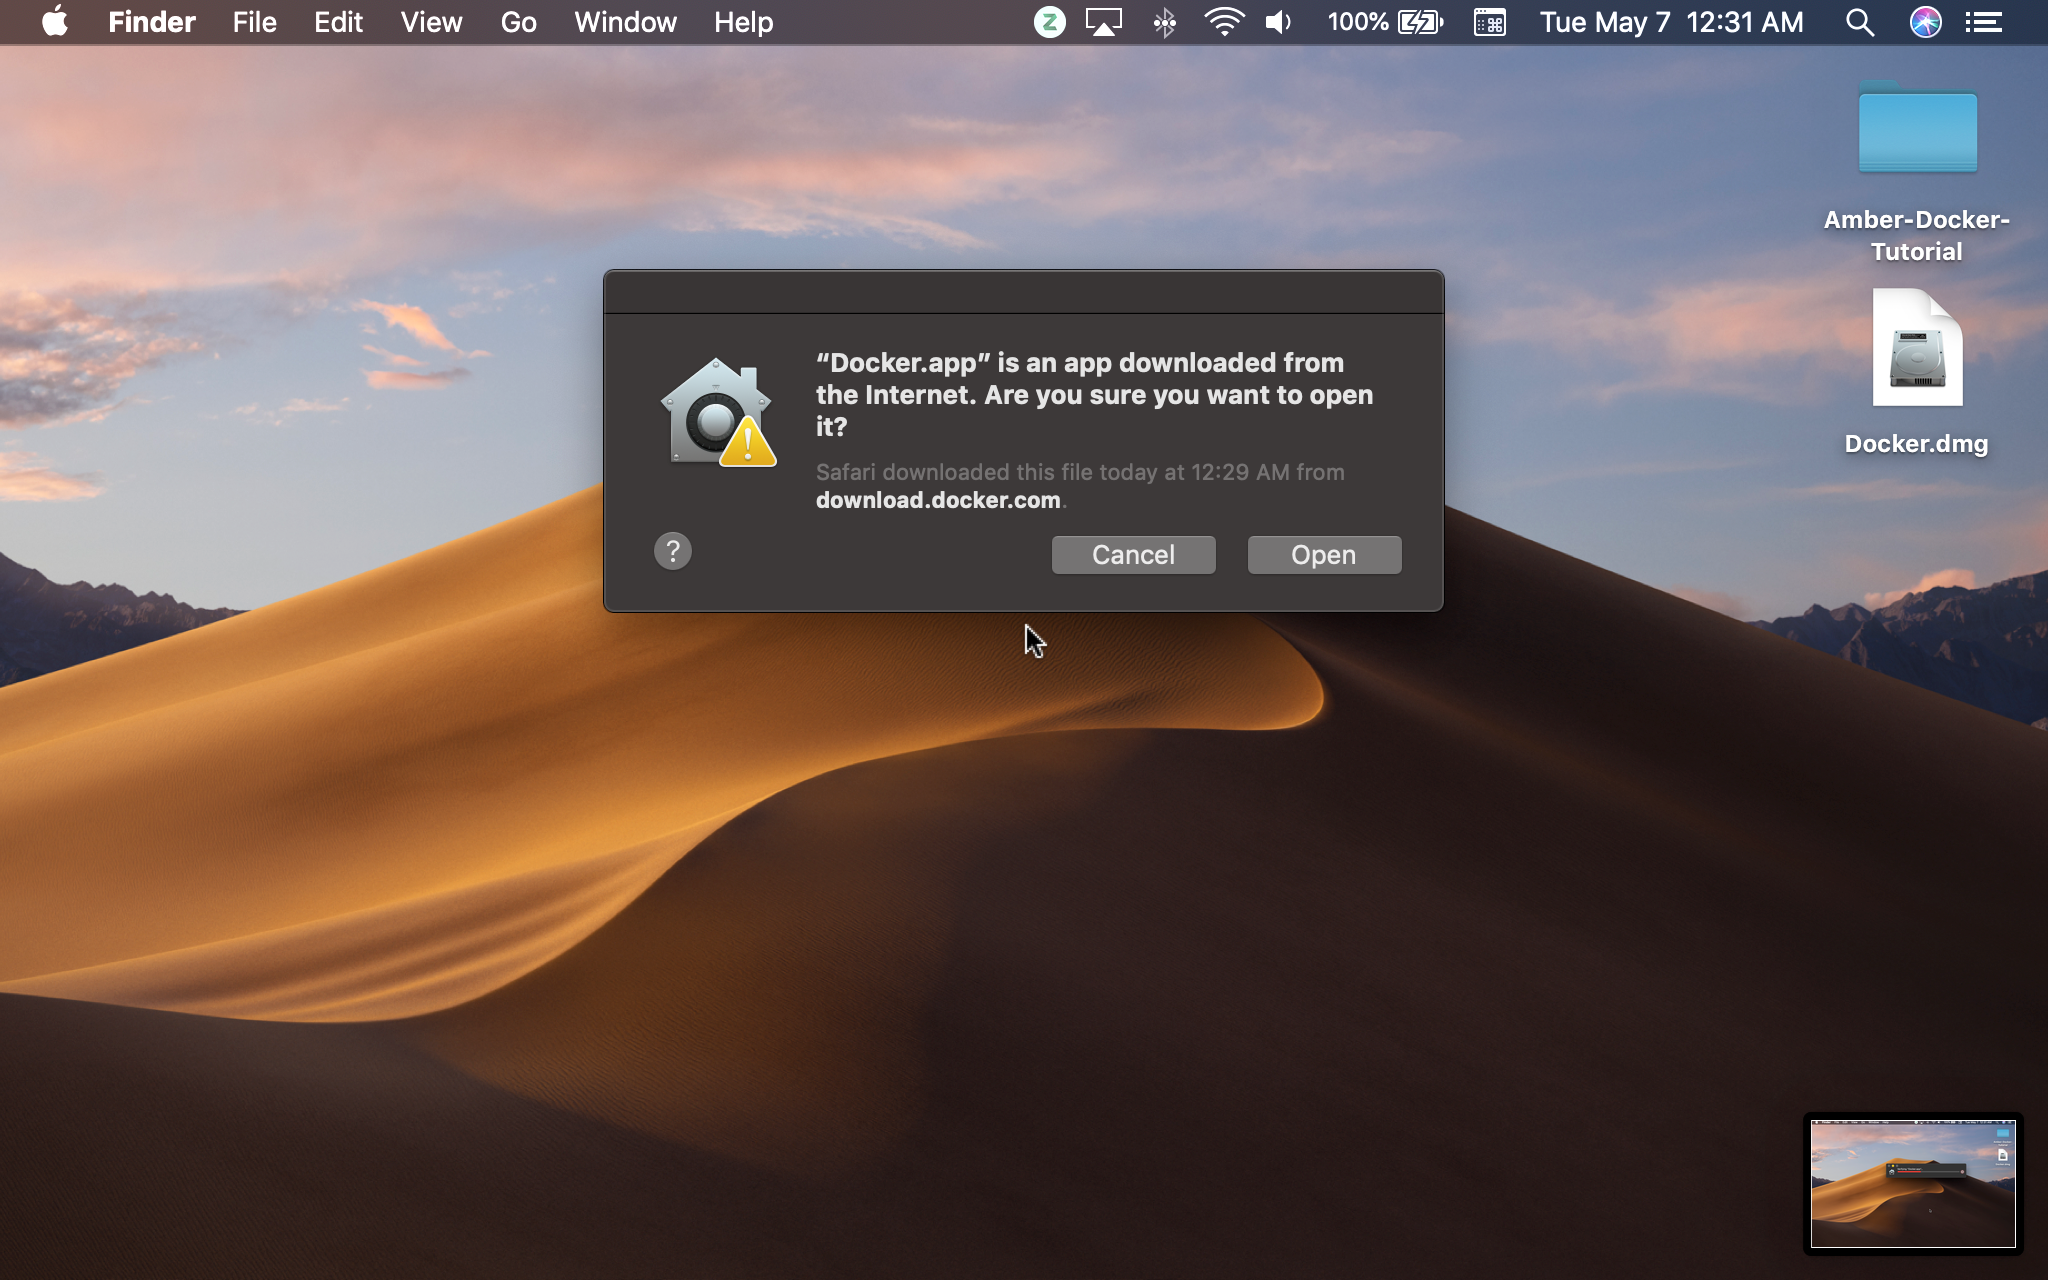 Finder File Edit View Go Window Help Z 100% Tue May 7 12:31 AM
Amber-Docker-
Tutorial
Docker.dmg
“Docker.app” is an app downloaded from
the Internet. Are you sure you want to open
it?
Safari downloaded this file today at 12:29 AM from
download.docker.com.
? Cancel Open